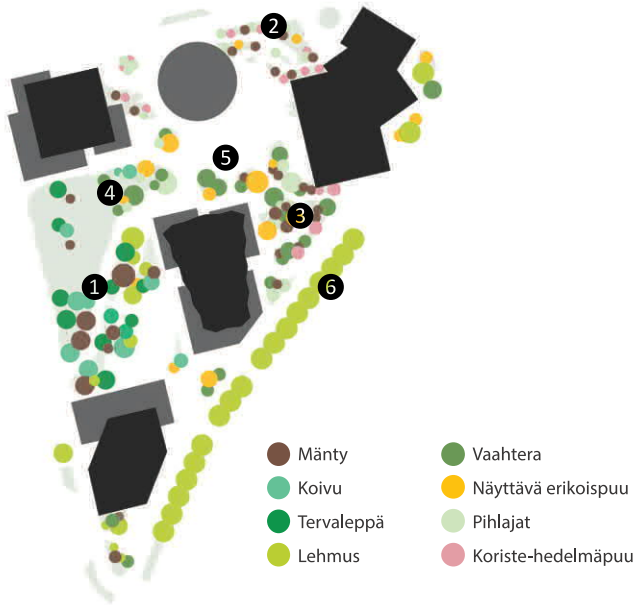 2
5
4
3
1
6
Mänty
Koivu
Tervaleppä
Lehmus
Vaahtera
Näyttävä erikoispuu
Pihlajat
Koriste-hedelmäpuu